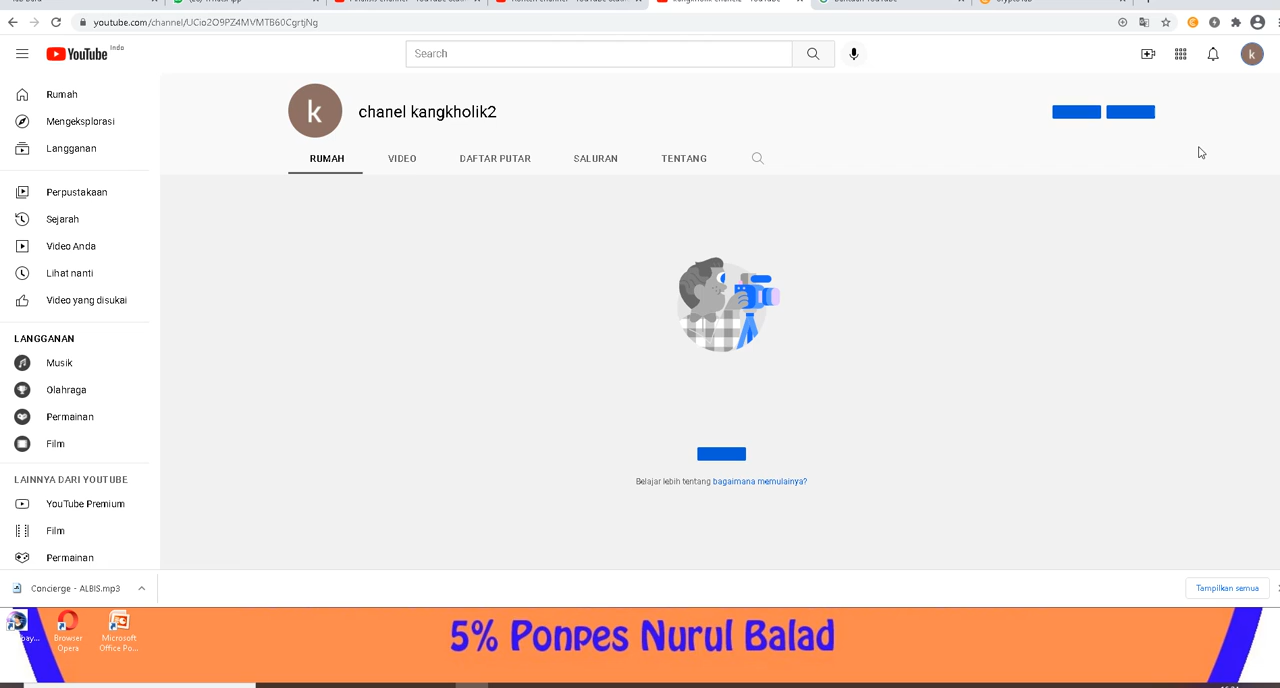 youtube.com/channel/UCio2O9PZ4MVMTB60CgrtjNg
YouTube Indo
Search
k
Rumah
Mengeksplorasi
Langganan
Perpustakaan
Sejarah
Video Anda
Lihat nanti
Video yang disukai
LANGGANAN
Musik
Olahraga
Permainan
Film
LAINNYA DARI YOUTUBE
YouTube Premium
Film
Permainan
k
chanel kangkholik2
RUMAH VIDEO DAFTAR PUTAR SALURAN TENTANG
Belajar lebih tentang bagaimana memulainya?
Concierge - ALBIS.mp3
Tampilkan semua
Browser Opera
Microsoft Office Po...
5% Ponpes Nurul Balad